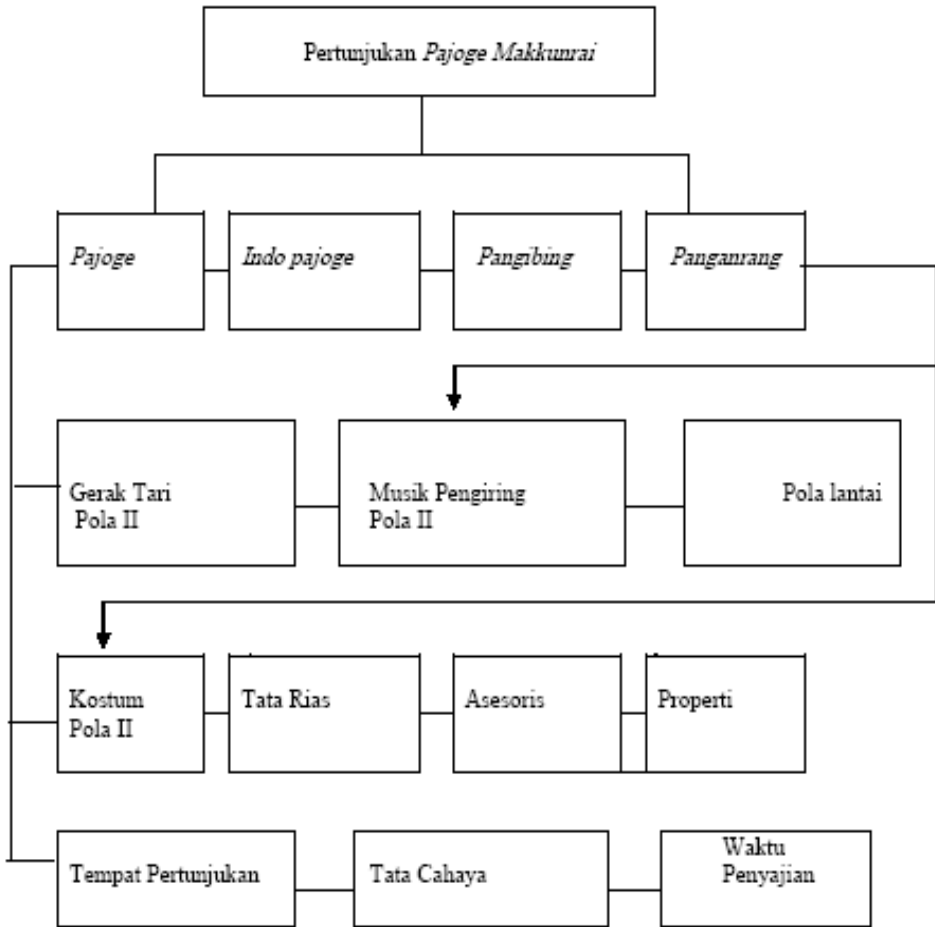 Pertunjukan Pajoge Makkunrai
Pajoge
Indo pajoge
Pangibing
Panganrang
Gerak Tari
Pola II
Musik Pengiring
Pola II
Pola lantai
Kostum
Pola II
Tata Rias
Asesoris
Properti
Tempat Pertunjukan
Tata Cahaya
Waktu
Penyajian